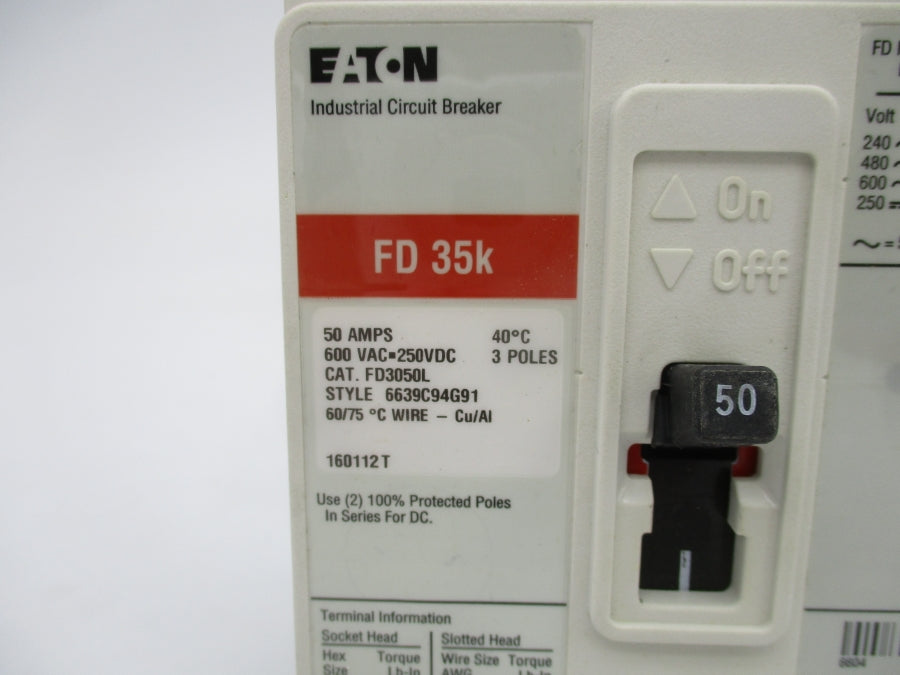 EATON
Industrial Circuit Breaker
FD 35k
50 AMPS 40°C
600 VAC▪250VDC 3 POLES
CAT. FD3050L
STYLE 6639C94G91
60/75 °C WIRE – Cu/Al
160112T
Use (2) 100% Protected Poles
In Series For DC.
Terminal Information
Socket Head Slotted Head
Hex Torque Wire Size Torque
Size Lb-In AWG Lb-In
△ On
▽ Off
50
FD
Volt
240 ~
480 ~
600 ~
250 ⎓
~ =
8604